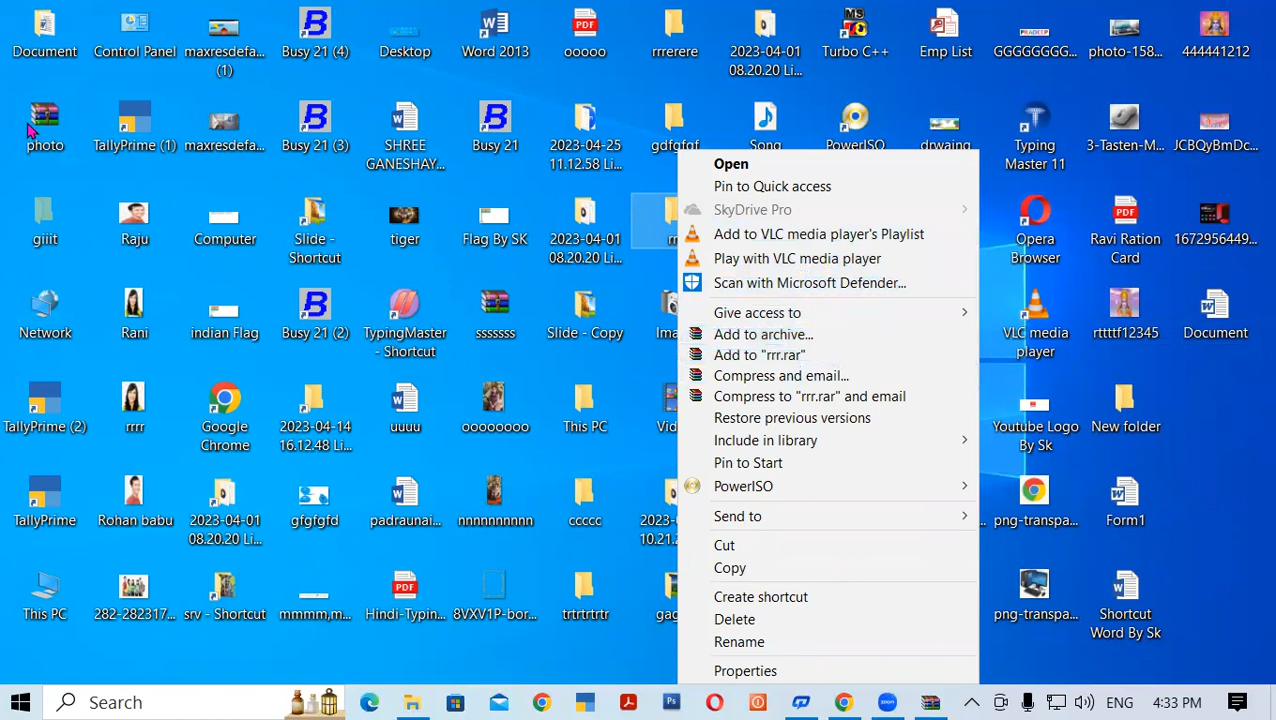 Document
Control Panel
maxresdefa...
(1)
Busy 21 (4)
Desktop
Word 2013
ooooo
rrrerere
2023-04-01
08.20.20 Li...
Turbo C++
Emp List
GGGGGGGG...
photo-158...
444441212
photo
TallyPrime (1)
maxresdefa...
Busy 21 (3)
SHREE
GANESHAY...
Busy 21
2023-04-25
11.12.58 Li...
gdfgfgf
Song
PowerISO
drwaing
Typing
Master 11
3-Tasten-M...
JCBQyBmDc...
giiit
Raju
Computer
Slide -
Shortcut
tiger
Flag By SK
2023-04-01
08.20.20 Li...
Opera
Browser
Ravi Ration
Card
1672956449...
Network
Rani
indian Flag
Busy 21 (2)
TypingMaster
- Shortcut
sssssss
Slide - Copy
VLC media
player
rttttf12345
Document
TallyPrime (2)
rrrr
Google
Chrome
2023-04-14
16.12.48 Li...
uuuu
oooooooo
This PC
Youtube Logo
By Sk
New folder
TallyPrime
Rohan babu
2023-04-01
08.20.20 Li...
gfgfgfd
padraunai...
nnnnnnnnnn
ccccc
2023-0
10.21.2
png-transpa...
Form1
This PC
282-282317...
srv - Shortcut
mmmm,m...
Hindi-Typin...
8VXV1P-bor...
trtrtrtrtr
gag
png-transpa...
Shortcut
Word By Sk
Open
Pin to Quick access
SkyDrive Pro
Add to VLC media player's Playlist
Play with VLC media player
Scan with Microsoft Defender...
Give access to
Add to archive...
Add to "rrr.rar"
Compress and email...
Compress to "rrr.rar" and email
Restore previous versions
Include in library
Pin to Start
PowerISO
Send to
Cut
Copy
Create shortcut
Delete
Rename
Properties
Search
ENG
4:33 PM